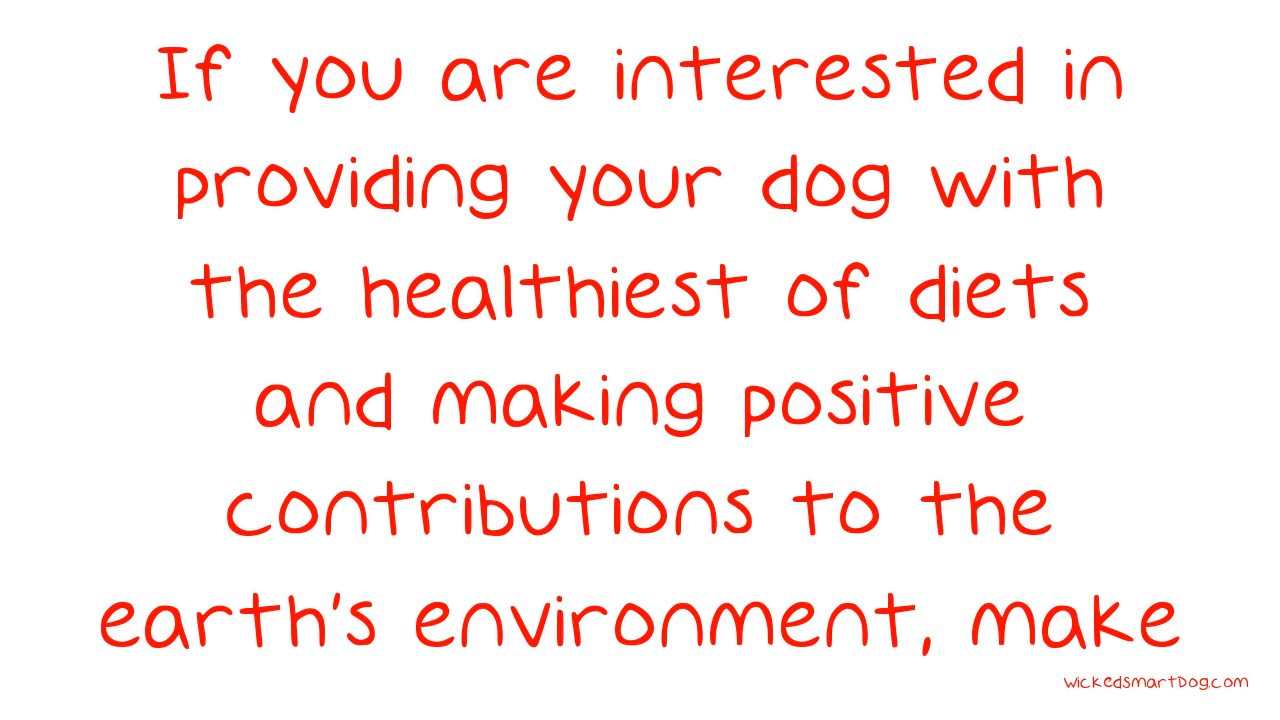 If you are interested in
providing your dog with
the healthiest of diets
and making positive
contributions to the
earth's environment, make
wickedsmartDog.com